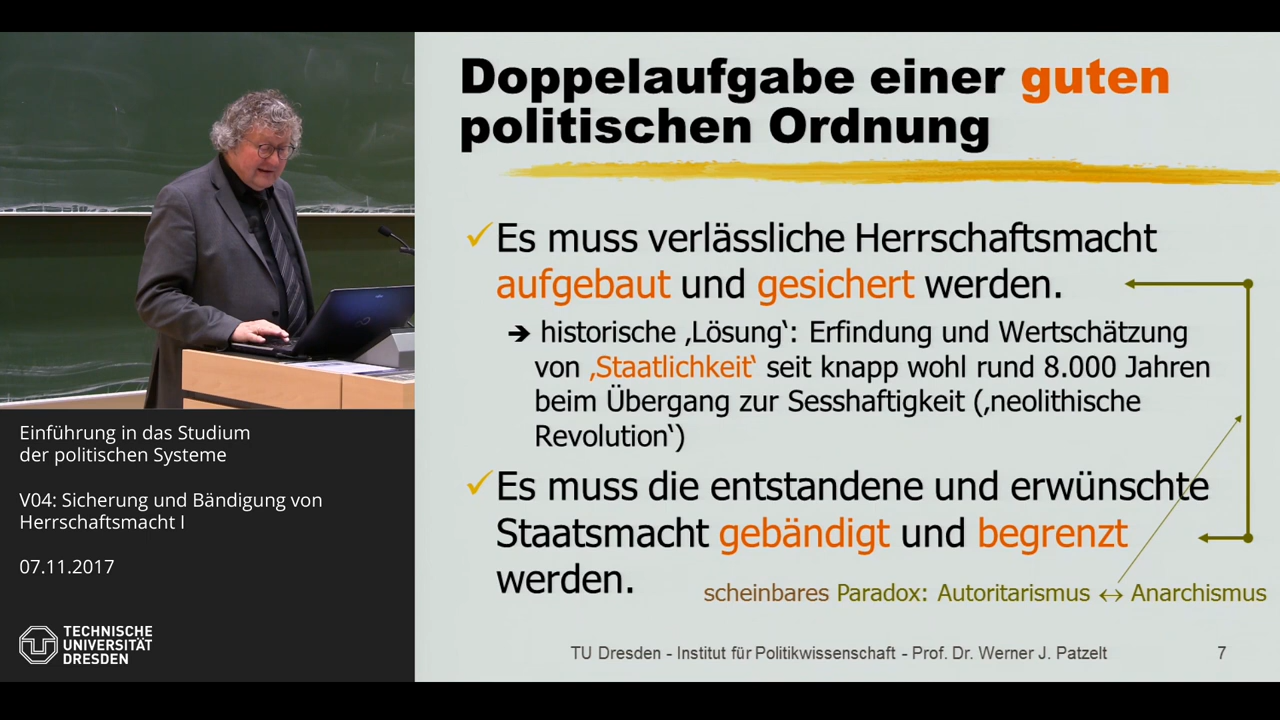 Doppelaufgabe einer guten
politischen Ordnung
✓Es muss verlässliche Herrschaftsmacht
aufgebaut und gesichert werden.
➔ historische ‚Lösung‘: Erfindung und Wertschätzung
von ‚Staatlichkeit‘ seit knapp wohl rund 8.000 Jahren
beim Übergang zur Sesshaftigkeit (‚neolithische
Revolution‘)
✓Es muss die entstandene und erwünschte
Staatsmacht gebändigt und begrenzt
werden.
scheinbares Paradox: Autoritarismus ↔ Anarchismus
TU Dresden - Institut für Politikwissenschaft - Prof. Dr. Werner J. Patzelt 7
Einführung in das Studium
der politischen Systeme
V04: Sicherung und Bändigung von
Herrschaftsmacht I
07.11.2017
TECHNISCHE
UNIVERSITÄT
DRESDEN